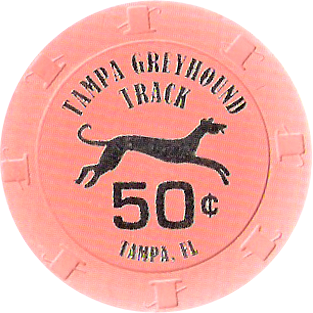 TAMPA GREYHOUND
TRACK
50¢
TAMPA, FL